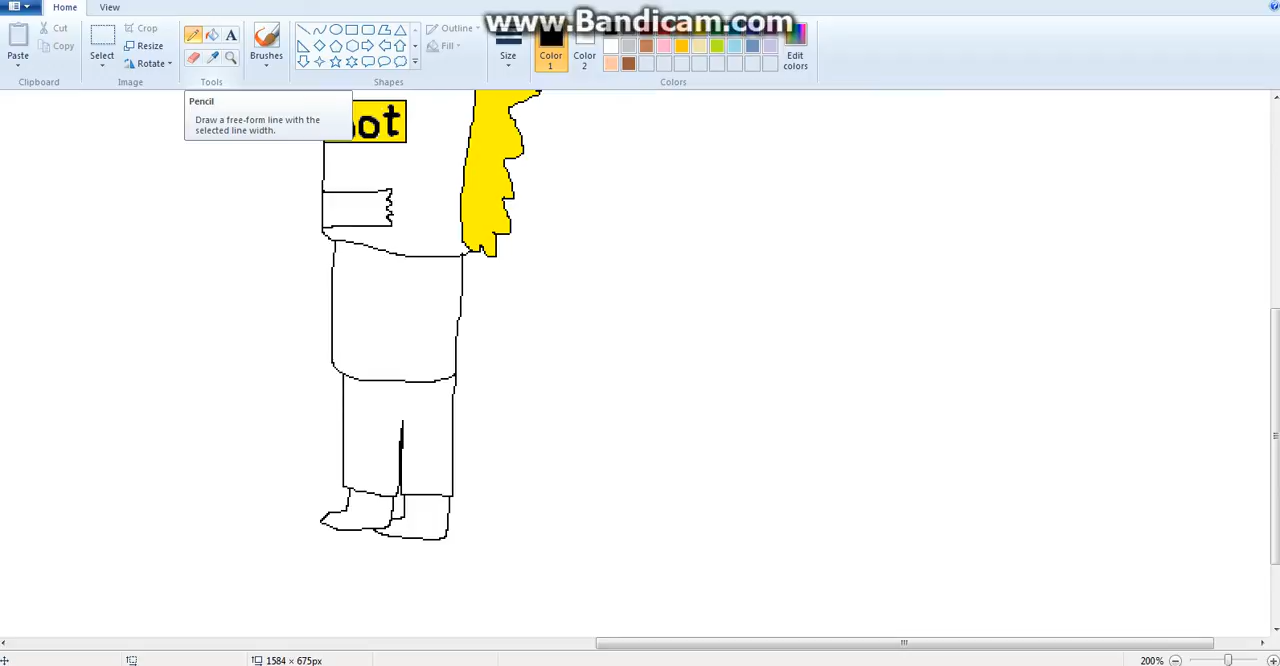 www.Bandicam.com
Home View
Paste
Cut
Copy
Clipboard
Select
Crop
Resize
Rotate
Image
Tools
Brushes
Shapes
Outline
Fill
Size
Color 1
Color 2
Edit colors
Colors
Pencil
Draw a free-form line with the
selected line width.
ot
1584 × 675px
200%